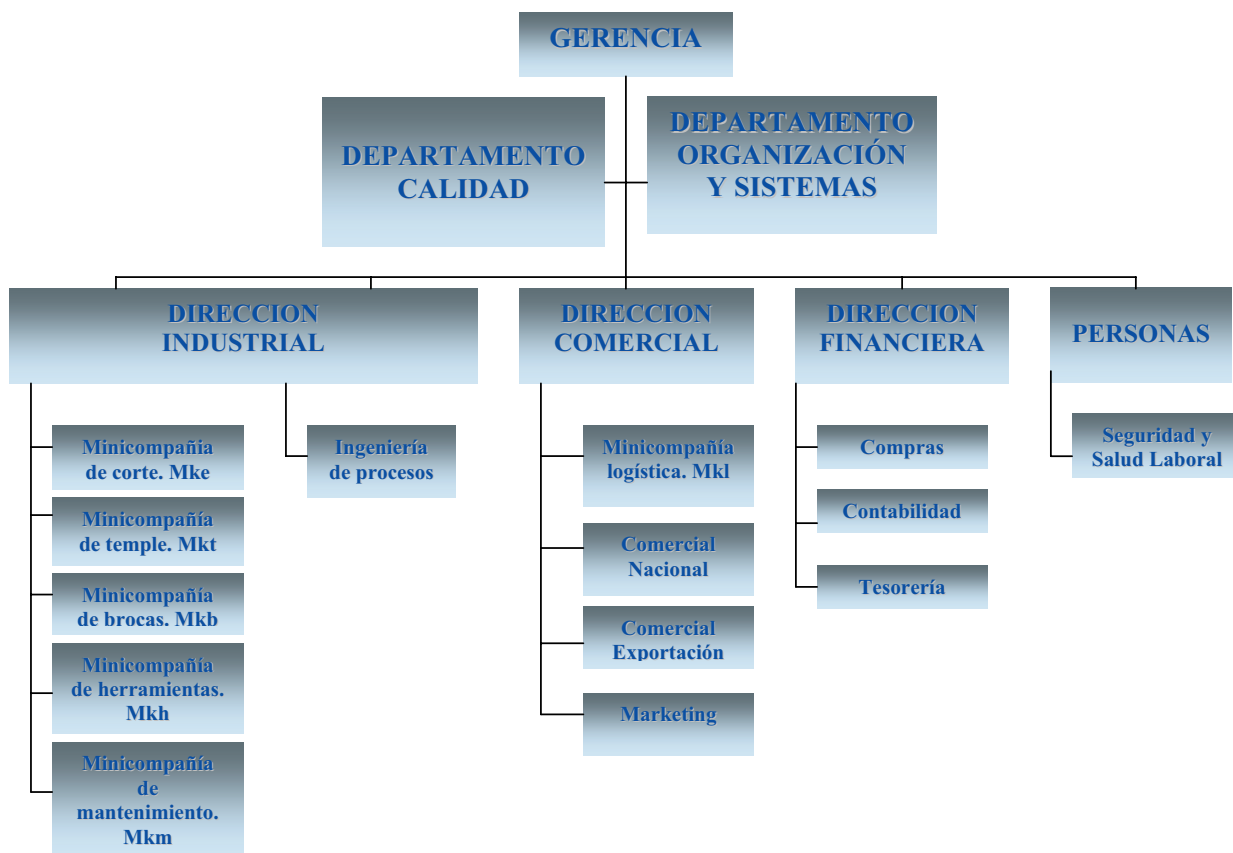 GERENCIA
DEPARTAMENTO
CALIDAD
DEPARTAMENTO
ORGANIZACIÓN
Y SISTEMAS
DIRECCION
INDUSTRIAL
DIRECCION
COMERCIAL
DIRECCION
FINANCIERA
PERSONAS
Minicompañia
de corte. Mke
Minicompañía
de temple. Mkt
Minicompañía
de brocas. Mkb
Minicompañía
de herramientas.
Mkh
Minicompañía
de
mantenimiento.
Mkm
Ingeniería
de procesos
Minicompañía
logística. Mkl
Comercial
Nacional
Comercial
Exportación
Marketing
Compras
Contabilidad
Tesorería
Seguridad y
Salud Laboral